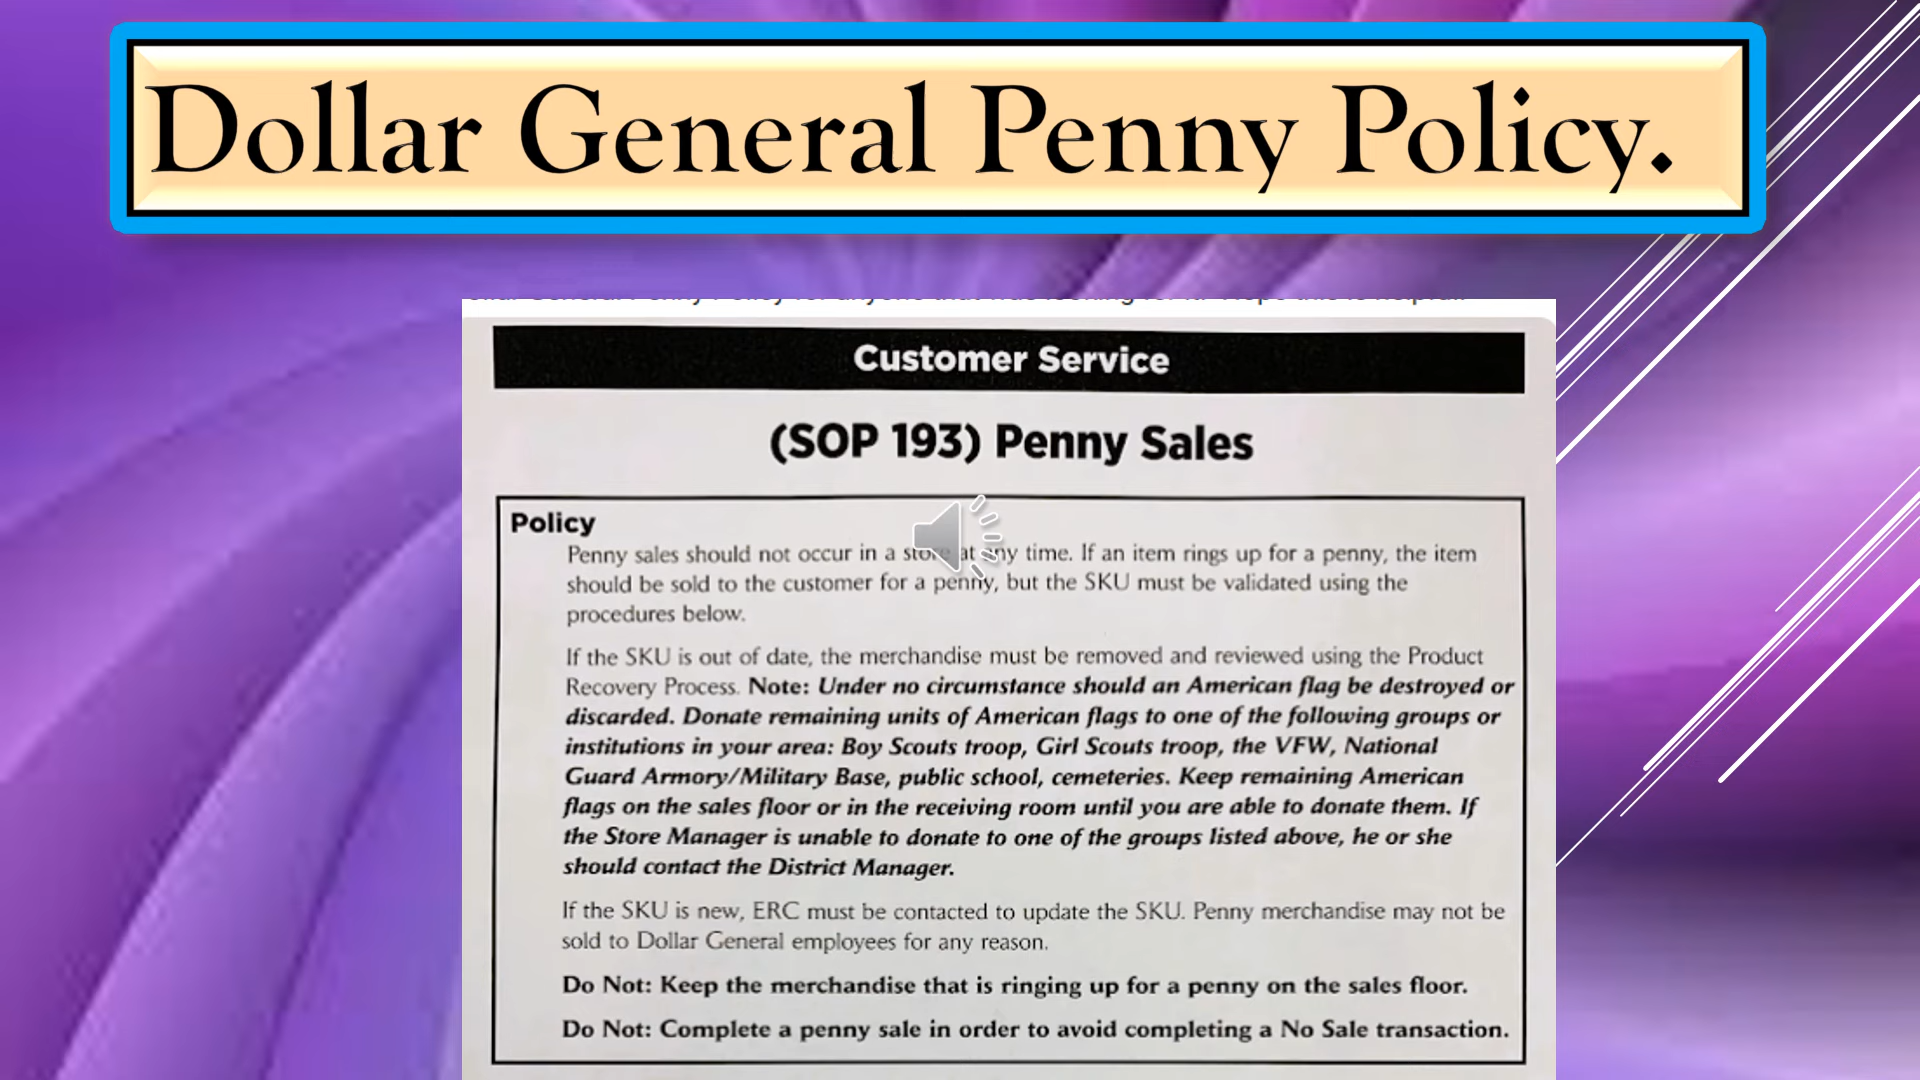 Dollar General Penny Policy.
Customer Service
(SOP 193) Penny Sales
Policy
Penny sales should not occur in a store at any time. If an item rings up for a penny, the item
should be sold to the customer for a penny, but the SKU must be validated using the
procedures below.
If the SKU is out of date, the merchandise must be removed and reviewed using the Product
Recovery Process. Note: Under no circumstance should an American flag be destroyed or
discarded. Donate remaining units of American flags to one of the following groups or
institutions in your area: Boy Scouts troop, Girl Scouts troop, the VFW, National
Guard Armory/Military Base, public school, cemeteries. Keep remaining American
flags on the sales floor or in the receiving room until you are able to donate them. If
the Store Manager is unable to donate to one of the groups listed above, he or she
should contact the District Manager.
If the SKU is new, ERC must be contacted to update the SKU. Penny merchandise may not be
sold to Dollar General employees for any reason.
Do Not: Keep the merchandise that is ringing up for a penny on the sales floor.
Do Not: Complete a penny sale in order to avoid completing a No Sale transaction.